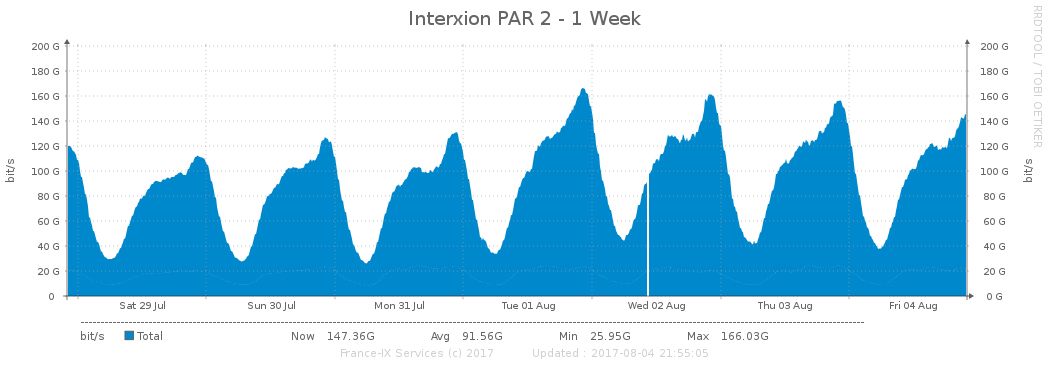 Interxion PAR 2 - 1 Week
RRDTOOL / TOBI OETIKER
bit/s
200 G 200 G
180 G 180 G
160 G 160 G
140 G 140 G
120 G 120 G
100 G 100 G
80 G 80 G
60 G 60 G
40 G 40 G
20 G 20 G
0 0 G
bit/s
Sat 29 Jul Sun 30 Jul Mon 31 Jul Tue 01 Aug Wed 02 Aug Thu 03 Aug Fri 04 Aug
bit/s Total Now 147.36G Avg 91.56G Min 25.95G Max 166.03G
France-IX Services (c) 2017 Updated : 2017-08-04 21:55:05